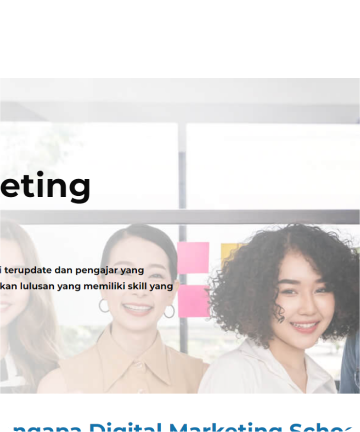 eting
i terupdate dan pengajar yang
kan lulusan yang memiliki skill yang
ngapa Digital Marketing Scho